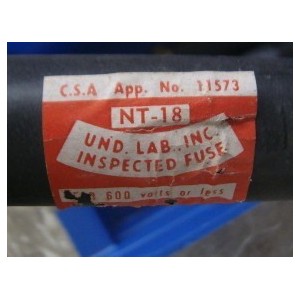 C.S.A App. No. 11573
NT-18
UND. LAB. INC.
INSPECTED FUSE
600 volts or less